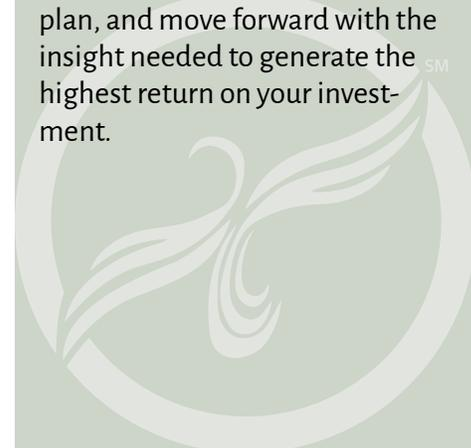 plan, and move forward with the
insight needed to generate the
SM
highest return on your invest-
ment.